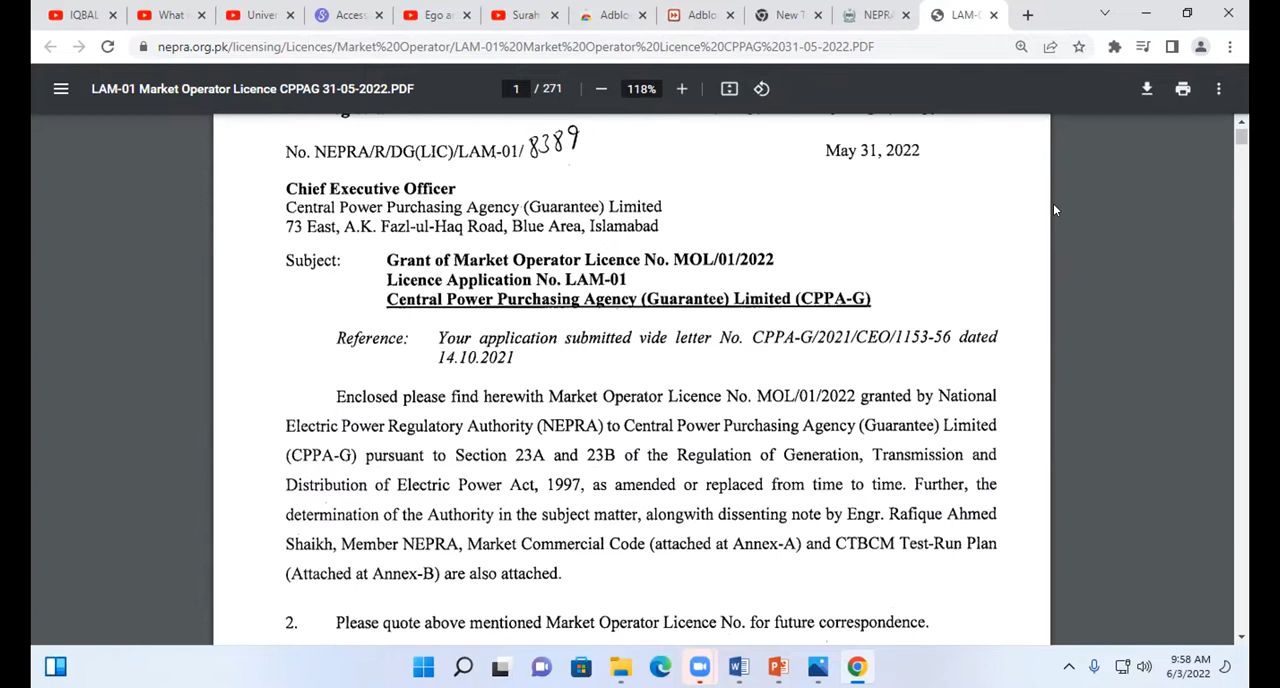 IQBAL
What
Univer
Access
Ego a
Surah
Adblo
Adblo
New T
NEPR
LAM-
nepra.org.pk/licensing/Licences/Market%20Operator/LAM-01%20Market%20Operator%20Licence%20CPPAG%2031-05-2022.PDF
LAM-01 Market Operator Licence CPPAG 31-05-2022.PDF
1 / 271
118%
No. NEPRA/R/DG(LIC)/LAM-01/ 8389
May 31, 2022
Chief Executive Officer
Central Power Purchasing Agency (Guarantee) Limited
73 East, A.K. Fazl-ul-Haq Road, Blue Area, Islamabad
Subject: Grant of Market Operator Licence No. MOL/01/2022
Licence Application No. LAM-01
Central Power Purchasing Agency (Guarantee) Limited (CPPA-G)
Reference: Your application submitted vide letter No. CPPA-G/2021/CEO/1153-56 dated
14.10.2021
Enclosed please find herewith Market Operator Licence No. MOL/01/2022 granted by National
Electric Power Regulatory Authority (NEPRA) to Central Power Purchasing Agency (Guarantee) Limited
(CPPA-G) pursuant to Section 23A and 23B of the Regulation of Generation, Transmission and
Distribution of Electric Power Act, 1997, as amended or replaced from time to time. Further, the
determination of the Authority in the subject matter, alongwith dissenting note by Engr. Rafique Ahmed
Shaikh, Member NEPRA, Market Commercial Code (attached at Annex-A) and CTBCM Test-Run Plan
(Attached at Annex-B) are also attached.
2. Please quote above mentioned Market Operator Licence No. for future correspondence.
9:58 AM
6/3/2022